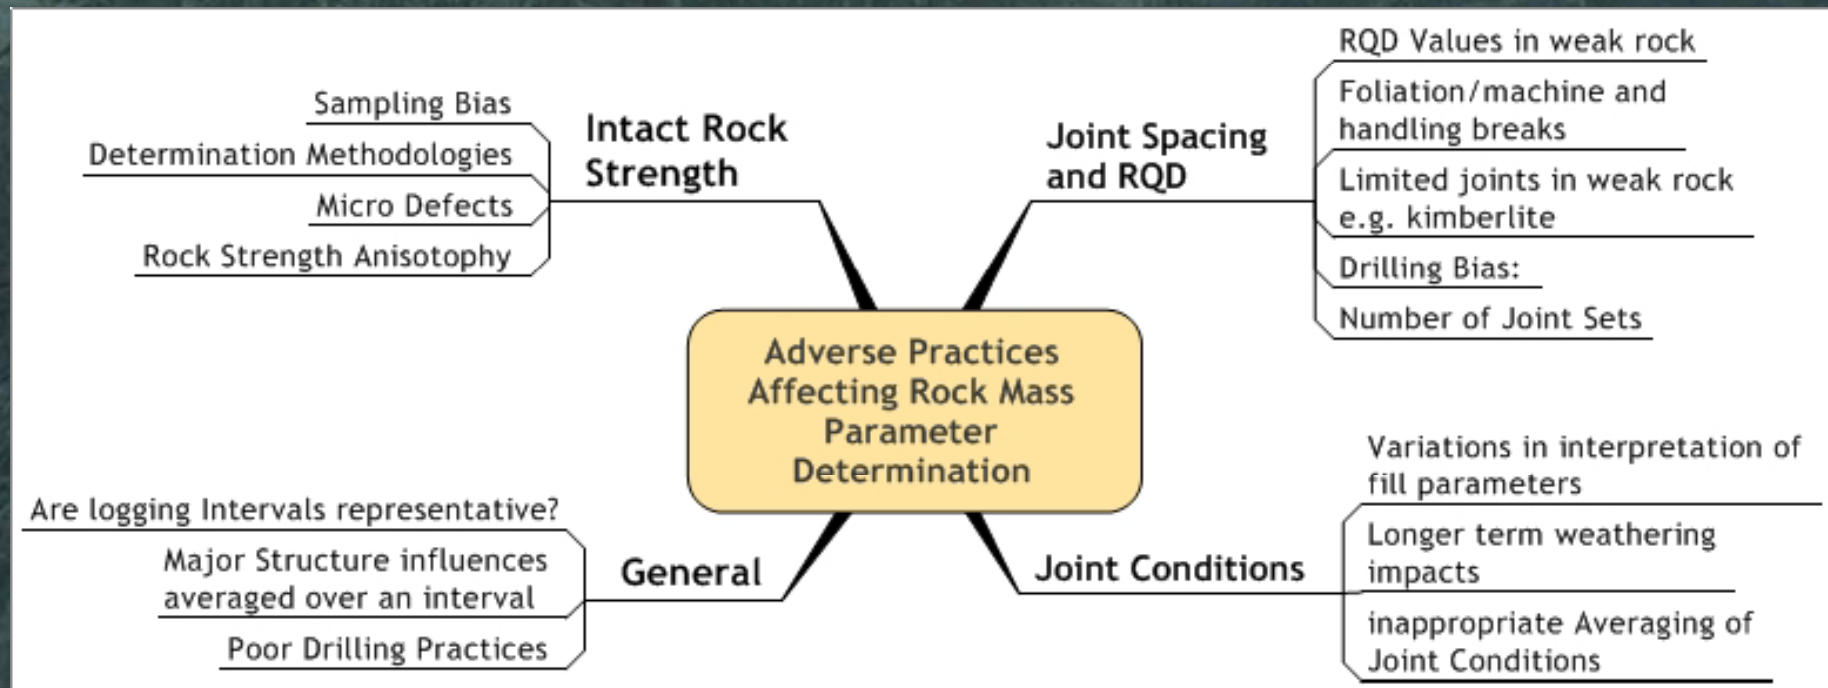 Sampling Bias
Determination Methodologies
Micro Defects
Rock Strength Anisotophy
Intact Rock
Strength
Joint Spacing
and RQD
RQD Values in weak rock
Foliation/machine and
handling breaks
Limited joints in weak rock
e.g. kimberlite
Drilling Bias:
Number of Joint Sets
Adverse Practices
Affecting Rock Mass
Parameter
Determination
Are logging Intervals representative?
Major Structure influences
averaged over an interval
Poor Drilling Practices
General
Joint Conditions
Variations in interpretation of
fill parameters
Longer term weathering
impacts
inappropriate Averaging of
Joint Conditions